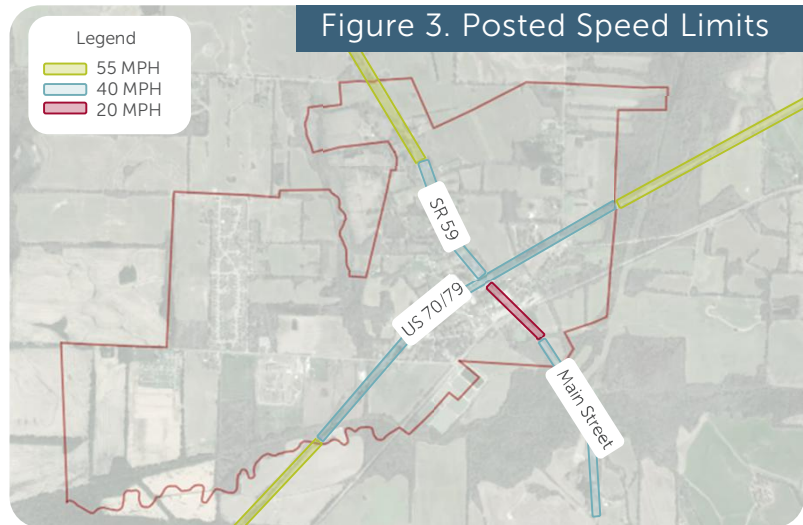 Figure 3. Posted Speed Limits
Legend
55 MPH
40 MPH
20 MPH
SR 59
US 70/79
Main Street